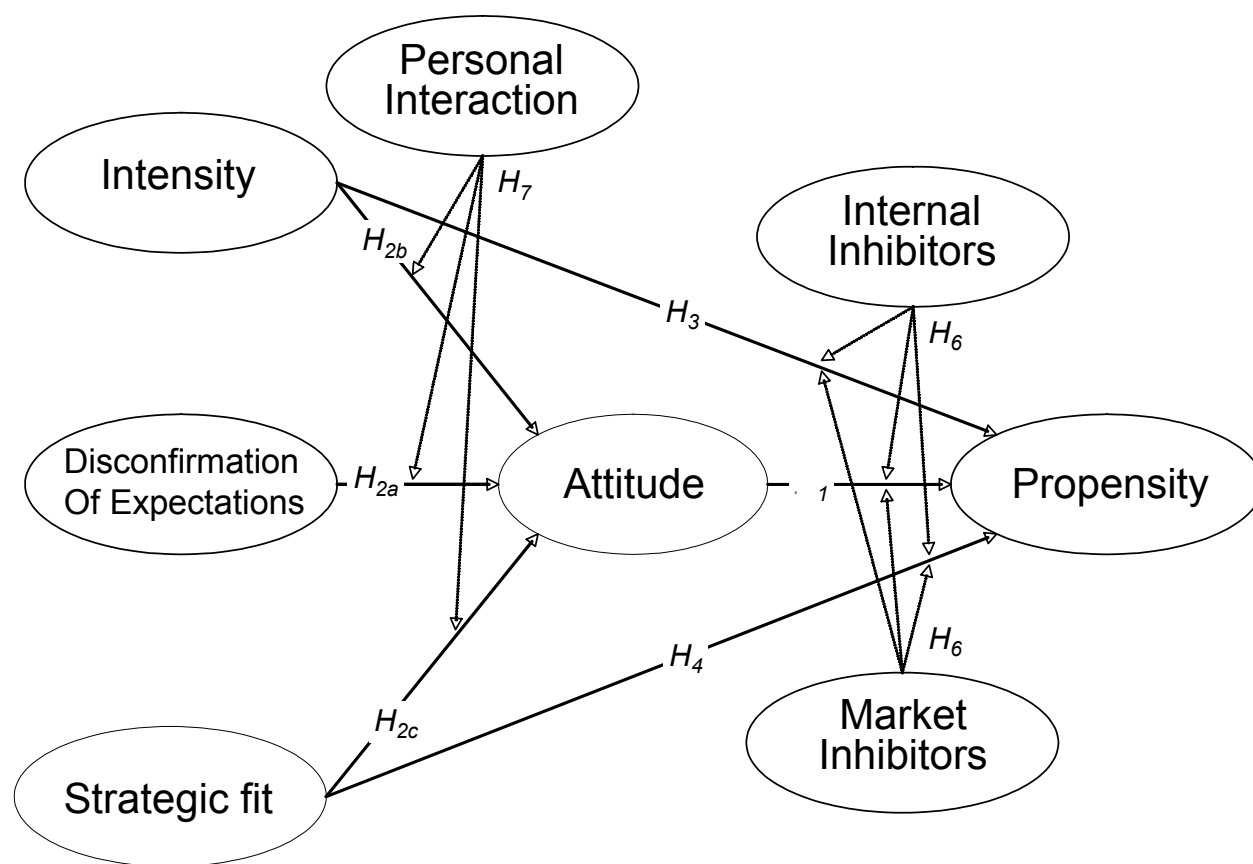 Personal
Interaction
Intensity
H7
Internal
Inhibitors
H2b
H3
H6
Disconfirmation
Of Expectations
H2a
Attitude
1
Propensity
H6
H4
H2c
Market
Inhibitors
Strategic fit